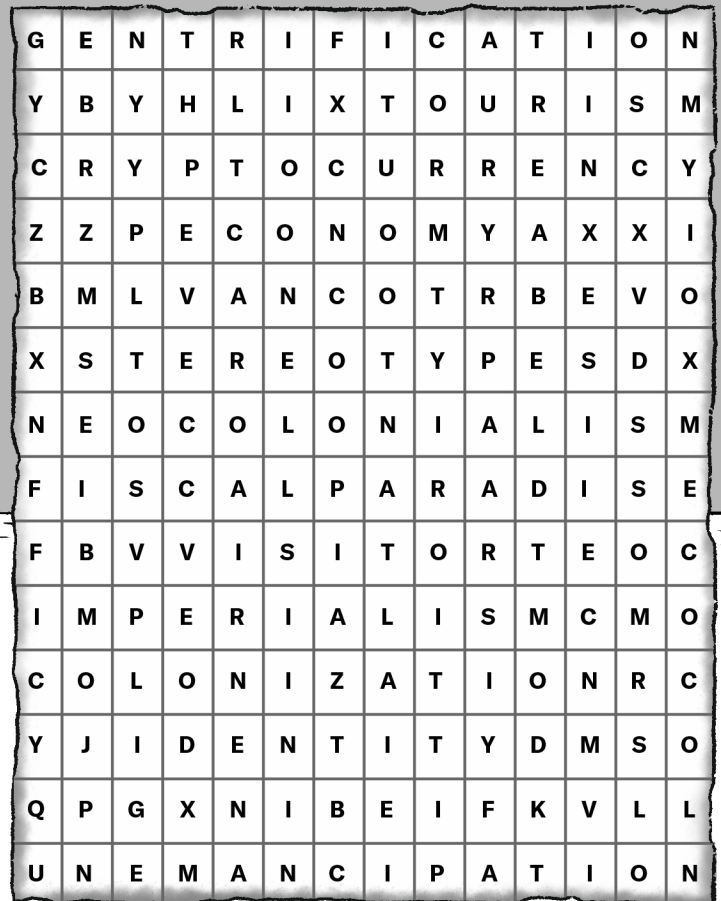 G E N T R I F I C A T I O N
Y B Y H L I X T O U R I S M
C R Y P T O C U R R E N C Y
Z Z P E C O N O M Y A X X I
B M L V A N C O T R B E V O
X S T E R E O T Y P E S D X
N E O C O L O N I A L I S M
F I S C A L P A R A D I S E
F B V V I S I T O R T E O C
I M P E R I A L I S M C M O
C O L O N I Z A T I O N R C
Y J I D E N T I T Y D M S O
Q P G X N I B E I F K V L L
U N E M A N C I P A T I O N